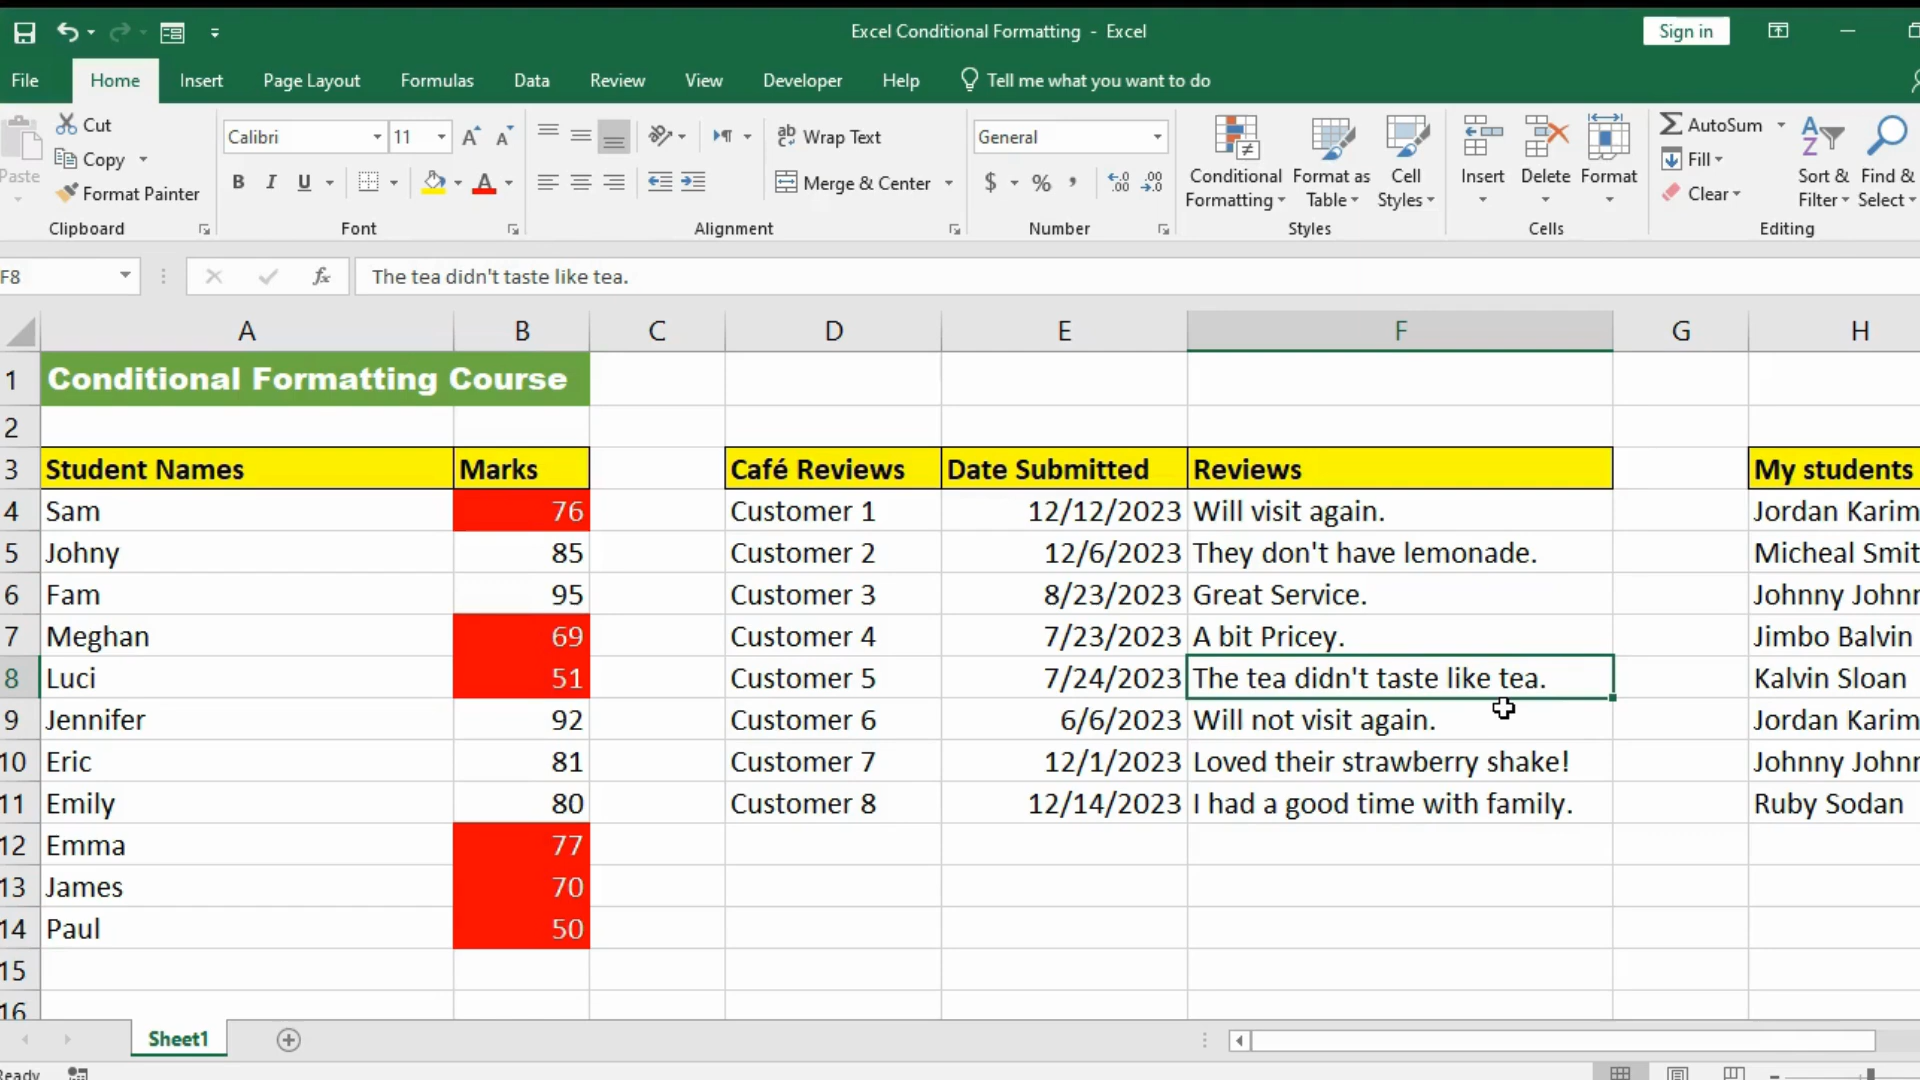 Excel Conditional Formatting - Excel
Sign in
File Home Insert Page Layout Formulas Data Review View Developer Help Tell me what you want to do
Paste
Cut
Copy
Format Painter
Clipboard
Calibri 11
B I U A
Font
Wrap Text
Merge & Center
Alignment
General
$ % ,
Number
Conditional Formatting
Format as Table
Cell Styles
Styles
Insert Delete Format
Cells
AutoSum
Fill
Clear
Sort & Filter
Find & Select
Editing
F8 fx The tea didn't taste like tea.
A B C D E F G H
1 Conditional Formatting Course
2
3 Student Names Marks Café Reviews Date Submitted Reviews My students
4 Sam 76 Customer 1 12/12/2023 Will visit again. Jordan Karim
5 Johny 85 Customer 2 12/6/2023 They don't have lemonade. Micheal Smit
6 Fam 95 Customer 3 8/23/2023 Great Service. Johnny John
7 Meghan 69 Customer 4 7/23/2023 A bit Pricey. Jimbo Balvin
8 Luci 51 Customer 5 7/24/2023 The tea didn't taste like tea. Kalvin Sloan
9 Jennifer 92 Customer 6 6/6/2023 Will not visit again. Jordan Karim
10 Eric 81 Customer 7 12/1/2023 Loved their strawberry shake! Johnny John
11 Emily 80 Customer 8 12/14/2023 I had a good time with family. Ruby Sodan
12 Emma 77
13 James 70
14 Paul 50
15
16
Sheet1
Ready